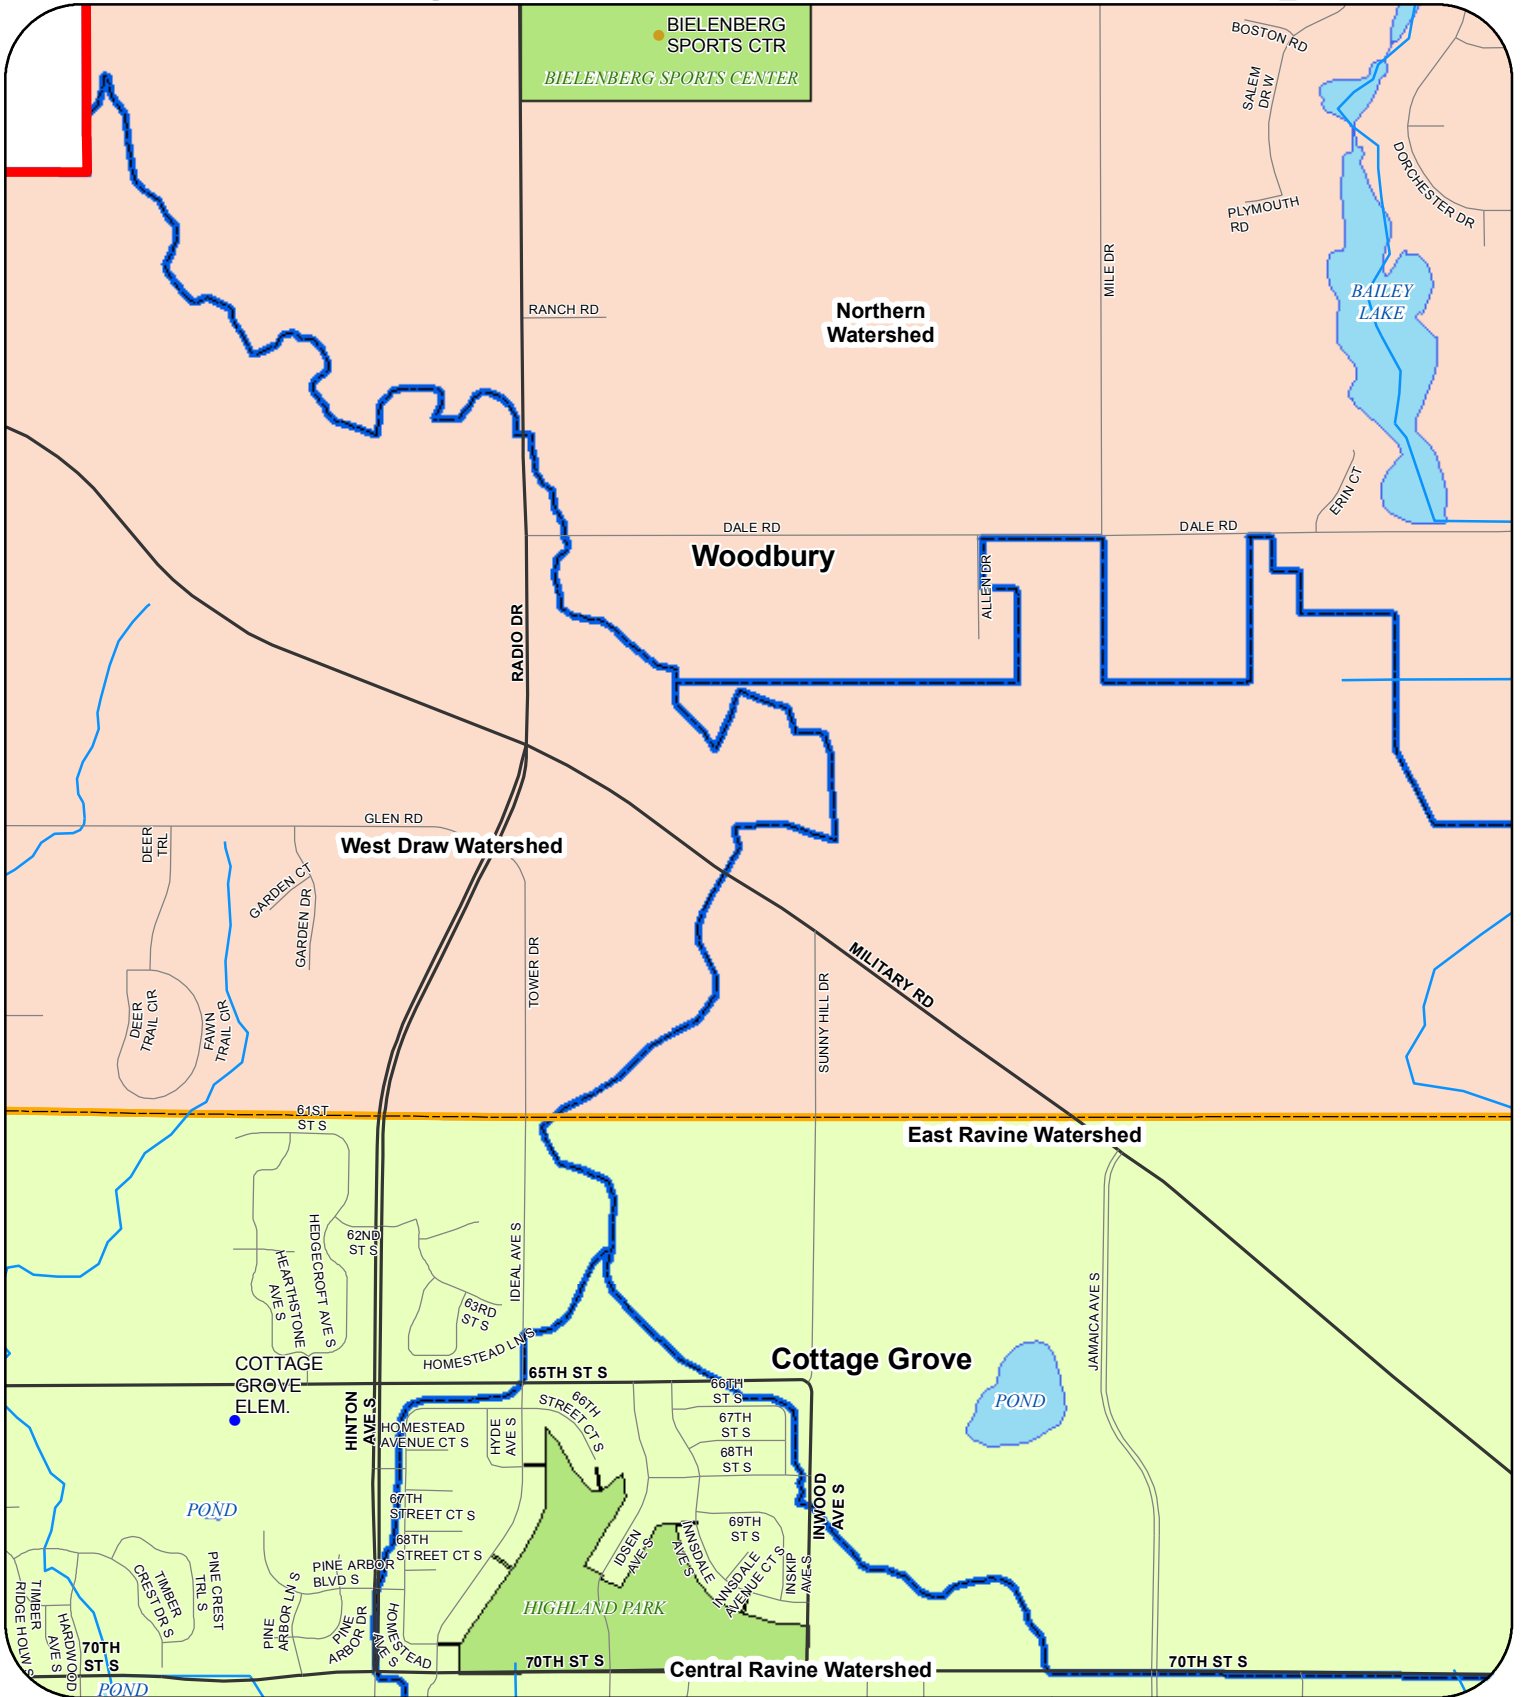 BIELENBERG
SPORTS CTR
BIELENBERG SPORTS CENTER
BOSTON RD
SALEM
DR W
DORCHESTER DR
PLYMOUTH
RD
MILE DR
BAILEY
LAKE
RANCH RD
Northern
Watershed
ERIN CT
DALE RD
DALE RD
Woodbury
ALLEN DR
RADIO DR
GLEN RD
West Draw Watershed
DEER
TRL
GARDEN CT
GARDEN DR
TOWER DR
MILITARY RD
SUNNY HILL DR
DEER
TRAIL CIR
FAWN
TRAIL CIR
61ST
ST S
East Ravine Watershed
62ND
ST S
HEDGECROFT AVE S
HEARTHSTONE
AVE S
IDEAL AVE S
63RD
ST S
HOMESTEAD LN S
JAMAICA AVE S
Cottage Grove
COTTAGE
GROVE
ELEM.
65TH ST S
66TH
ST S
66TH
STREET CT S
POND
HINTON
AVE S
HOMESTEAD
AVENUE CT S
HYDE
AVE S
67TH
ST S
68TH
ST S
67TH
STREET CT S
INWOOD
AVE S
POND
68TH
STREET CT S
69TH
ST S
IDSEN
AVE S
INNSDALE
AVE S
INNSDALE
AVENUE CT S
INSKIP
AVE S
PINE ARBOR
BLVD S
PINE CREST
TRL S
TIMBER
CREST DR S
TIMBER
RIDGE HOLW S
HARDWOOD
AVE S
PINE
ARBOR LN S
PINE
ARBOR DR
HOMESTEAD
AVE S
HIGHLAND PARK
70TH
ST S
70TH ST S
Central Ravine Watershed
70TH ST S
POND